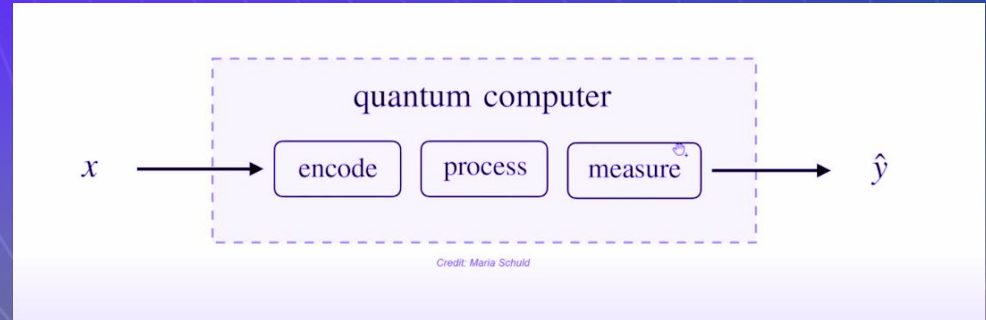 quantum computer
x
encode
process
measure
ŷ
Credit: Maria Schuld